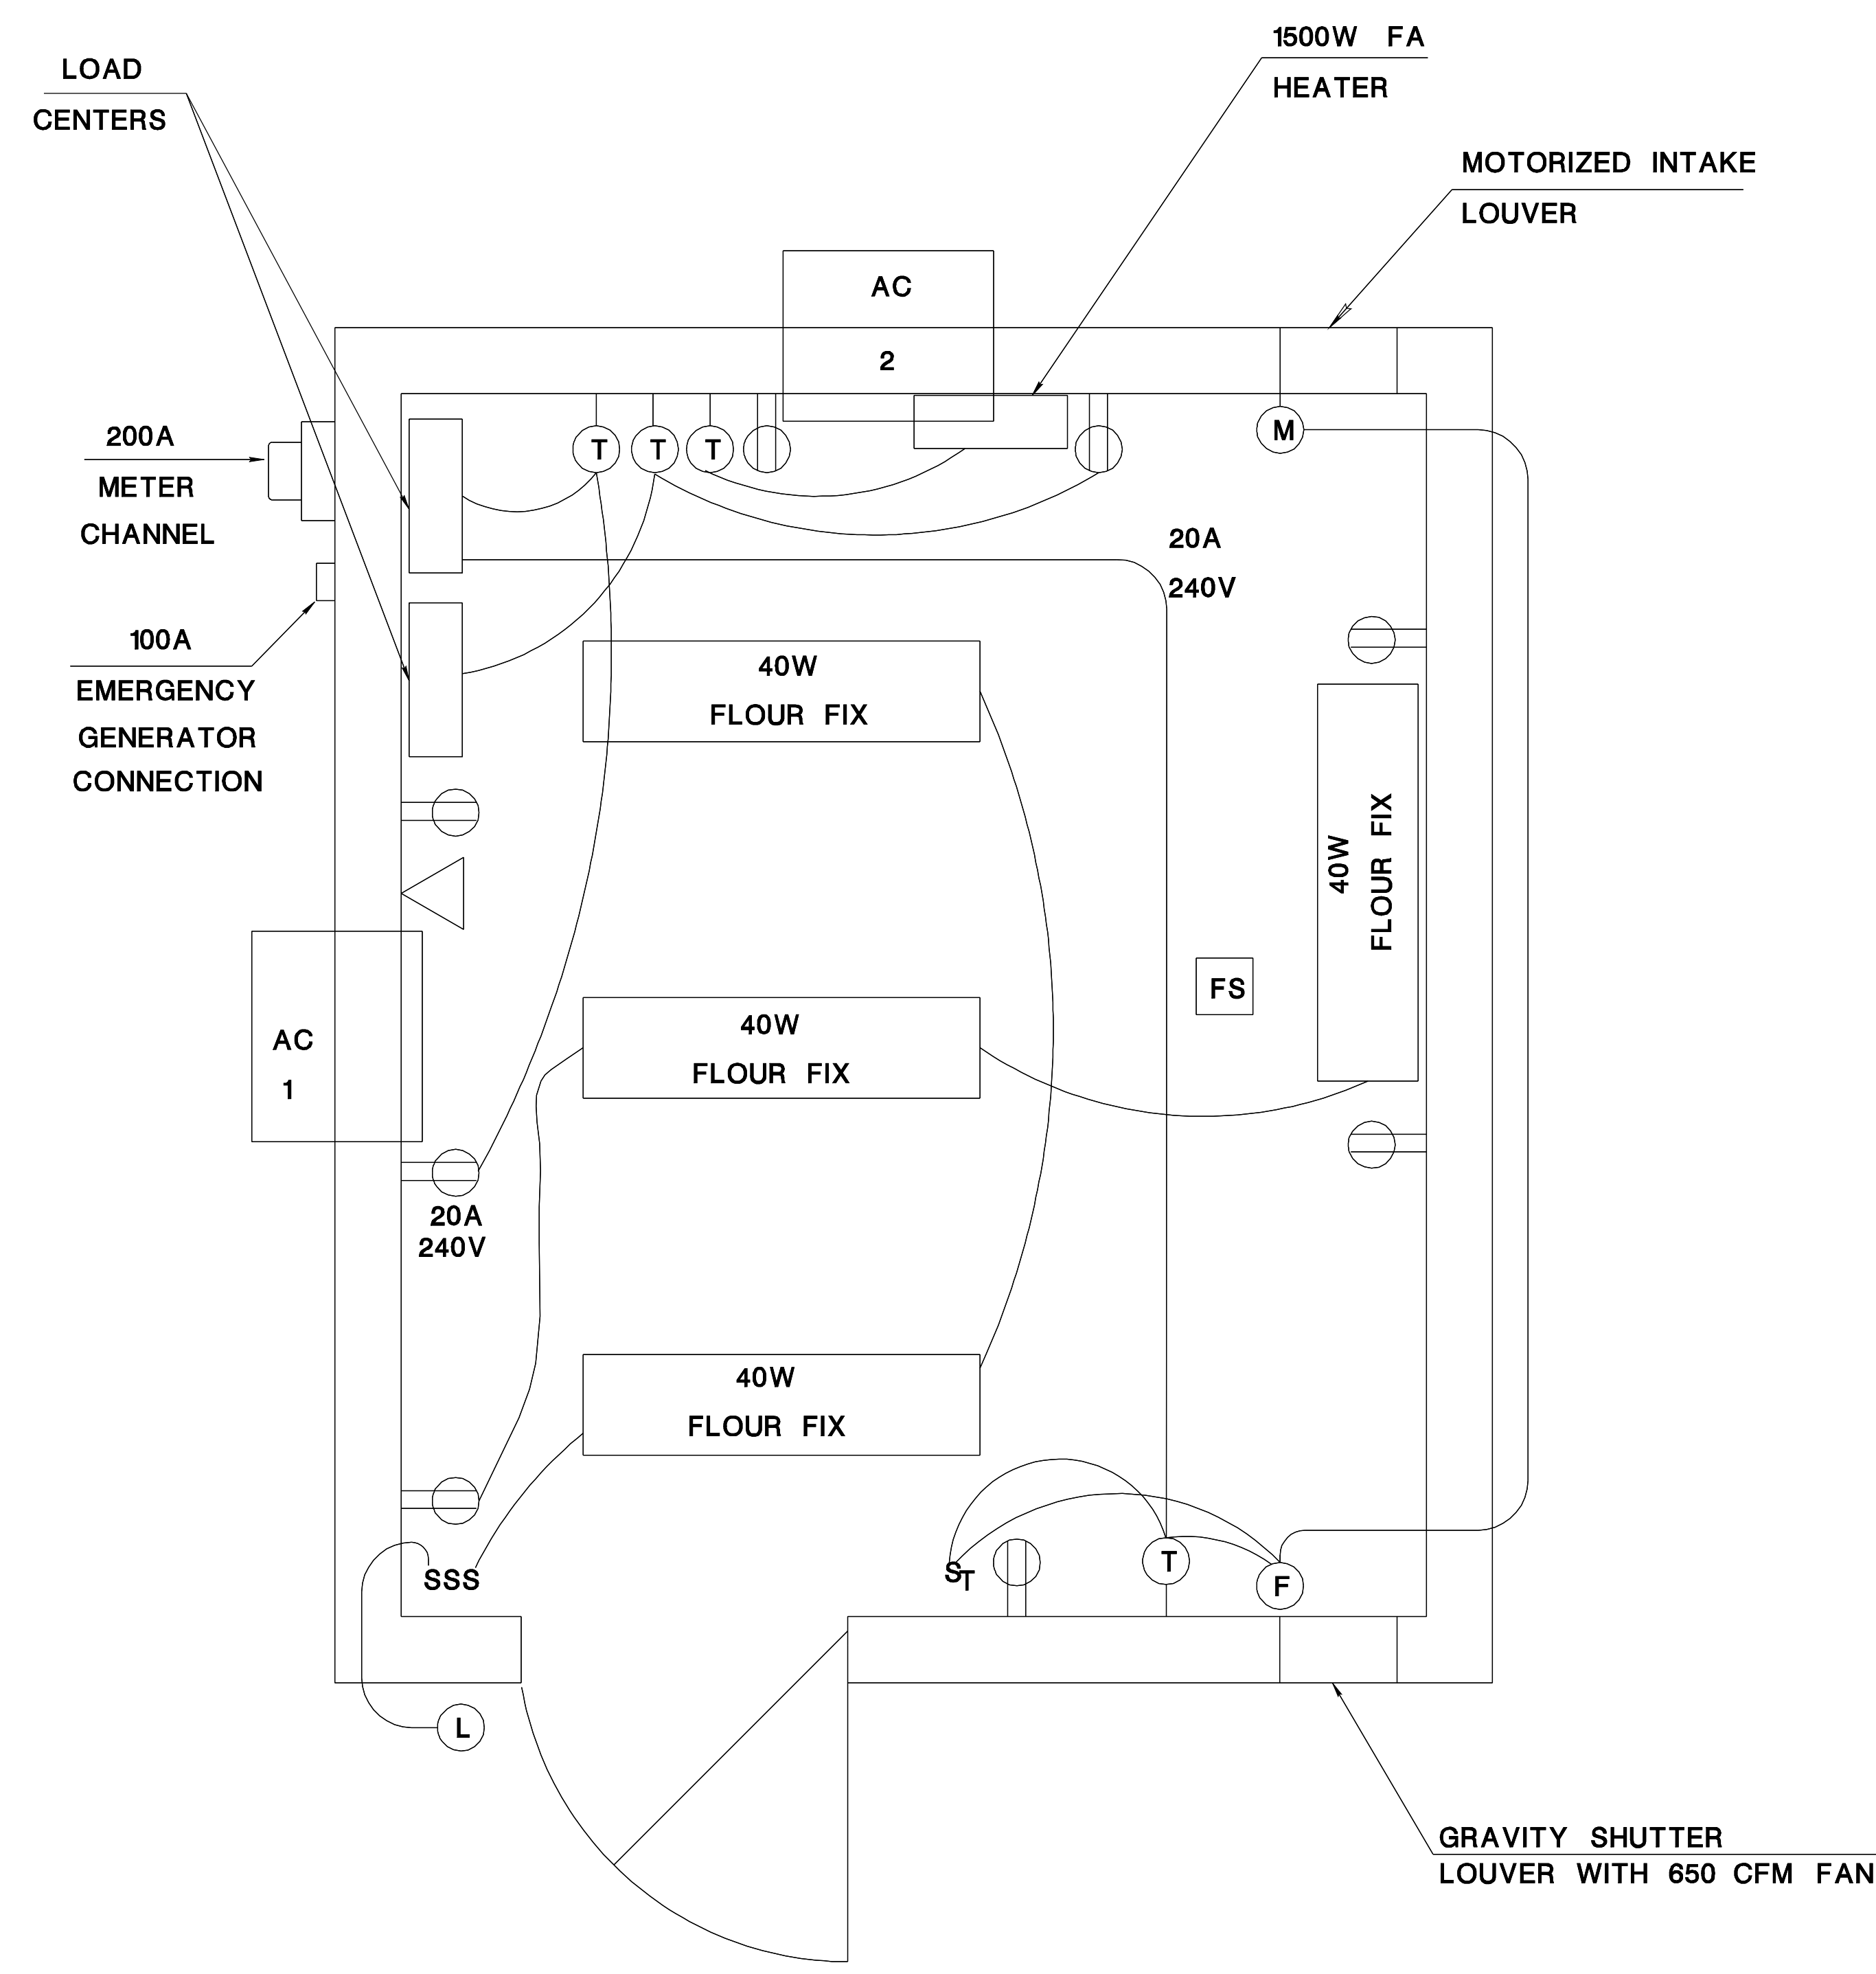 1500W FA
HEATER
LOAD
CENTERS
MOTORIZED INTAKE
LOUVER
AC
2
200A
METER
CHANNEL
T
T
T
M
20A
240V
100A
EMERGENCY
GENERATOR
CONNECTION
40W
FLOUR FIX
40W
FLOUR FIX
FS
AC
1
40W
FLOUR FIX
20A
240V
40W
FLOUR FIX
SSS
ST
T
F
L
GRAVITY SHUTTER
LOUVER WITH 650 CFM FAN